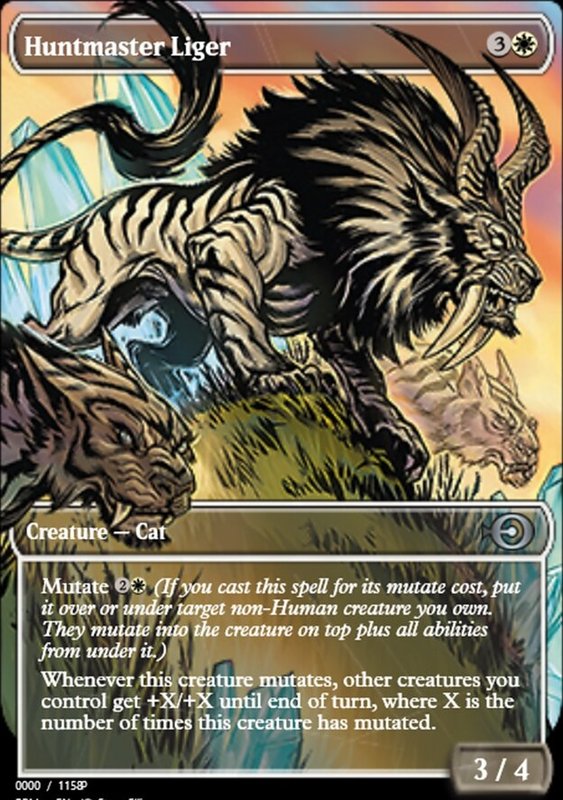 Huntmaster Liger 3
Creature — Cat
Mutate 2 (If you cast this spell for its mutate cost, put
it over or under target non-Human creature you own.
They mutate into the creature on top plus all abilities
from under it.)
Whenever this creature mutates, other creatures you
control get +X/+X until end of turn, where X is the
number of times this creature has mutated.
3 / 4
0000 / 1158P